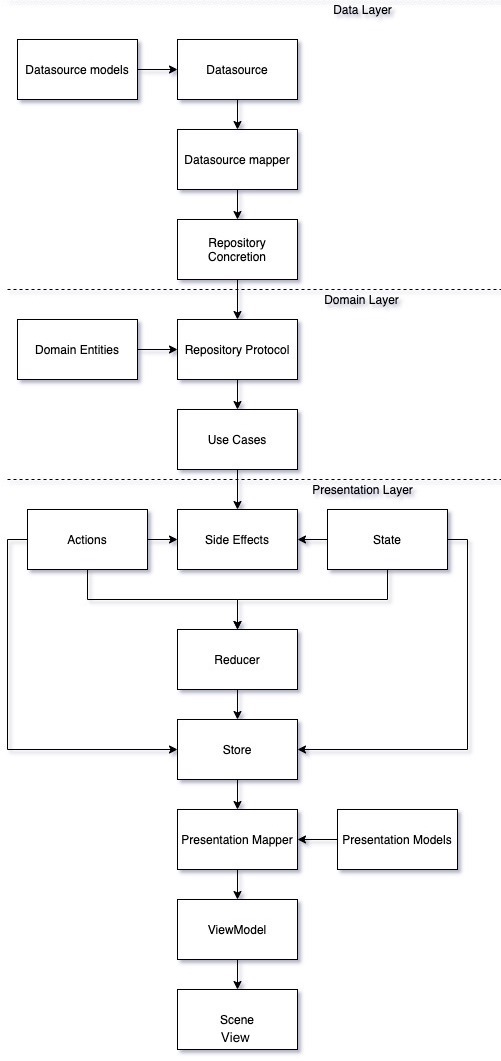 Data Layer
Datasource models
Datasource
Datasource mapper
Repository
Concretion
Domain Layer
Domain Entities
Repository Protocol
Use Cases
Presentation Layer
Actions
Side Effects
State
Reducer
Store
Presentation Mapper
Presentation Models
ViewModel
Scene
View